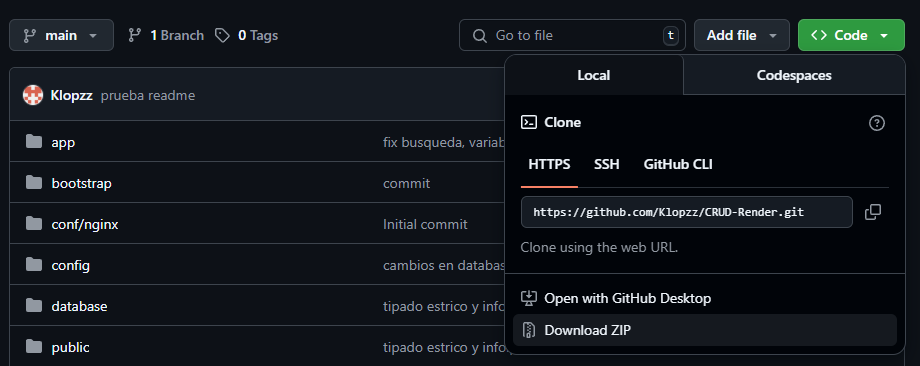 main
1 Branch
0 Tags
Go to file
t
Add file
<> Code
Klopzz prueba readme
app
fix busqueda, variab
bootstrap
commit
conf/nginx
Initial commit
config
cambios en databas
database
tipado estrico y info
public
tipado estrico y info
Local
Codespaces
Clone
HTTPS SSH GitHub CLI
https://github.com/Klopzz/CRUD-Render.git
Clone using the web URL.
Open with GitHub Desktop
Download ZIP